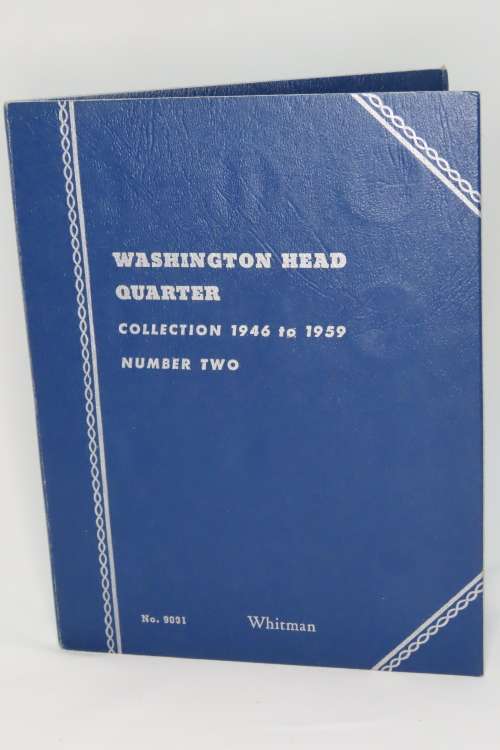 WASHINGTON HEAD
QUARTER
COLLECTION 1946 to 1959
NUMBER TWO
No. 9031
Whitman